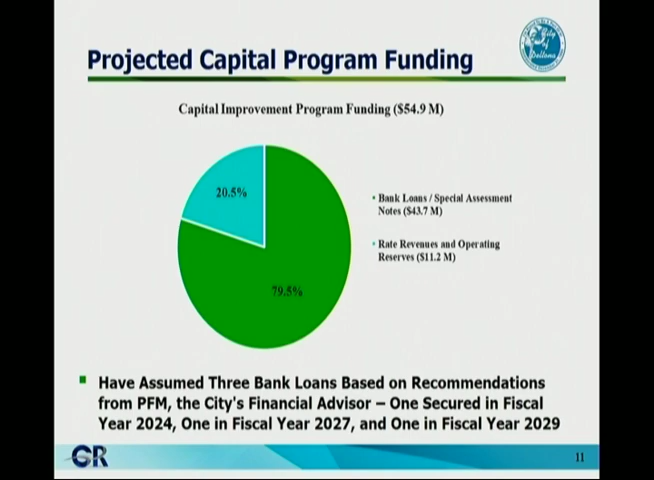 Projected Capital Program Funding
City
of
Deltona
Capital Improvement Program Funding ($54.9 M)
20.5%
79.5%
Bank Loans / Special Assessment
Notes ($43.7 M)
Rate Revenues and Operating
Reserves ($11.2 M)
Have Assumed Three Bank Loans Based on Recommendations
from PFM, the City's Financial Advisor – One Secured in Fiscal
Year 2024, One in Fiscal Year 2027, and One in Fiscal Year 2029
GR
11